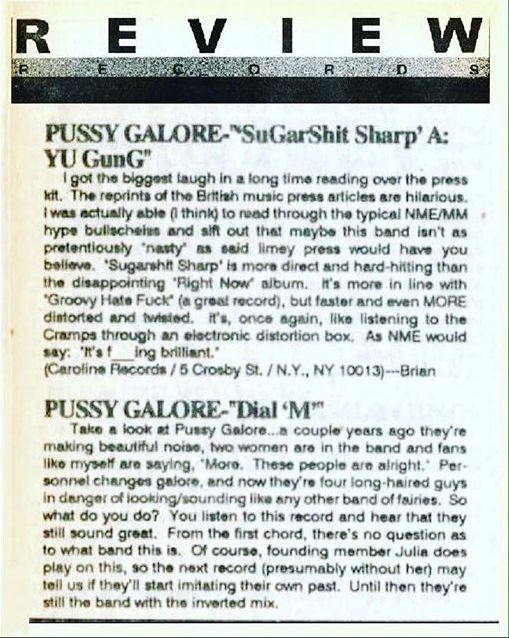 REVIEW
RECORDS
PUSSY GALORE-"'SuGarShit Sharp' A:
YU GunG"
I got the biggest laugh in a long time reading over the press
kit. The reprints of the British music press articles are hilarious.
I was actually able (I think) to read through the typical NME/MM
hype bullscheiss and sift out that maybe this band isn't as
pretentiously "nasty" as said limey press would have you
believe. "Sugarshit Sharp' is more direct and hard-hitting than
the disappointing "Right Now" album. It's more in line with
"Groovy Hate Fuck" (a great record), but faster and even MORE
distorted and twisted. It's, once again, like listening to the
Cramps through an electronic distortion box. As NME would
say: "It's f___ing brilliant."
(Caroline Records / 5 Crosby St. / N.Y., NY 10013)---Brian
PUSSY GALORE-"Dial 'M'"
Take a look at Pussy Galore...a couple years ago they're
making beautiful noise, two women are in the band and fans
like myself are saying, "More. These people are alright." Per-
sonnel changes galore, and now they're four long-haired guys
in danger of looking/sounding like any other band of fairies. So
what do you do? You listen to this record and hear that they
still sound great. From the first chord, there's no question as
to what band this is. Of course, founding member Julia does
play on this, so the next record (presumably without her) may
tell us if they'll start imitating their own past. Until then they're
still the band with the inverted mix.